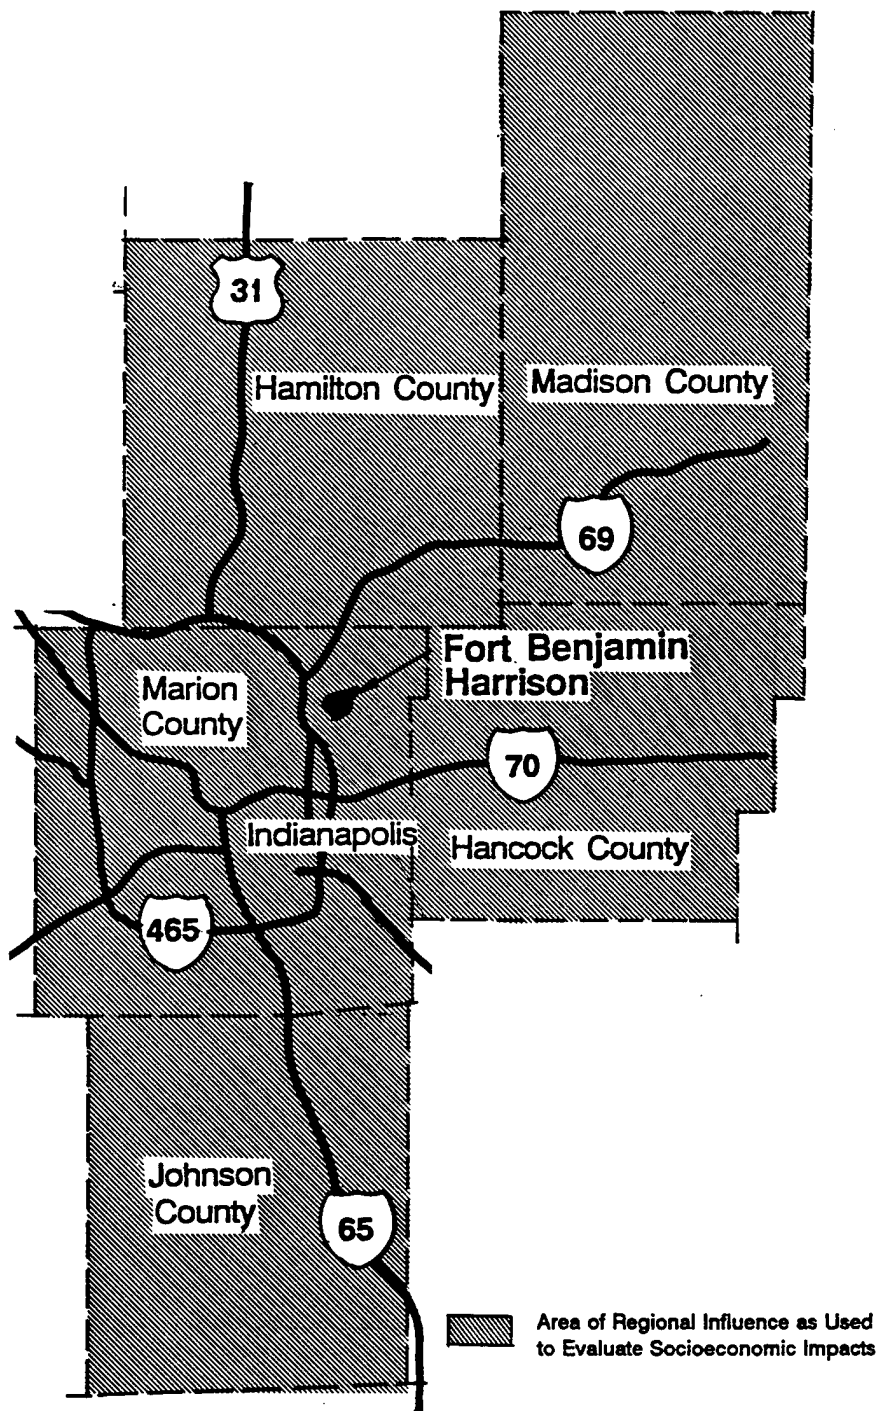 31
Hamilton County
Madison County
69
Fort Benjamin
Harrison
Marion
County
70
Indianapolis
Hancock County
465
Johnson
County
65
Area of Regional Influence as Used
to Evaluate Socioeconomic Impacts